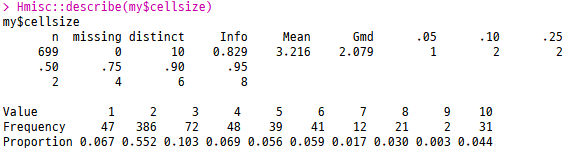 > Hmisc::describe(my$cellsize)
my$cellsize
n missing distinct Info Mean Gmd .05 .10 .25
699 0 10 0.829 3.216 2.079 1 2 2
.50 .75 .90 .95
2 4 6 8
Value 1 2 3 4 5 6 7 8 9 10
Frequency 47 386 72 48 39 41 12 21 2 31
Proportion 0.067 0.552 0.103 0.069 0.056 0.059 0.017 0.030 0.003 0.044